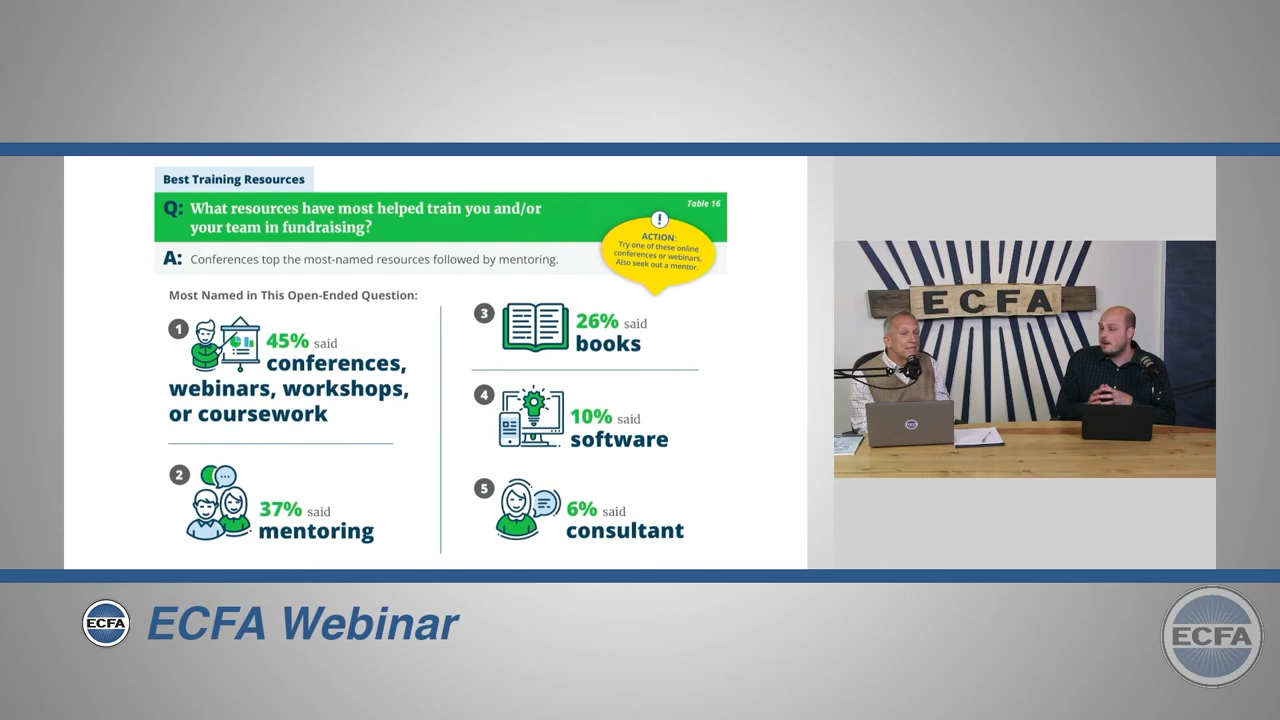 Best Training Resources
Q: What resources have most helped train you and/or
your team in fundraising?
Table 16
!
ACTION:
Try one of these online
conferences or webinars.
Also seek out a mentor.
A: Conferences top the most-named resources followed by mentoring.
Most Named in This Open-Ended Question:
1
45% said
conferences,
webinars, workshops,
or coursework
2
37% said
mentoring
3
26% said
books
4
10% said
software
5
6% said
consultant
ECFA
ECFA
ECFA Webinar
ECFA